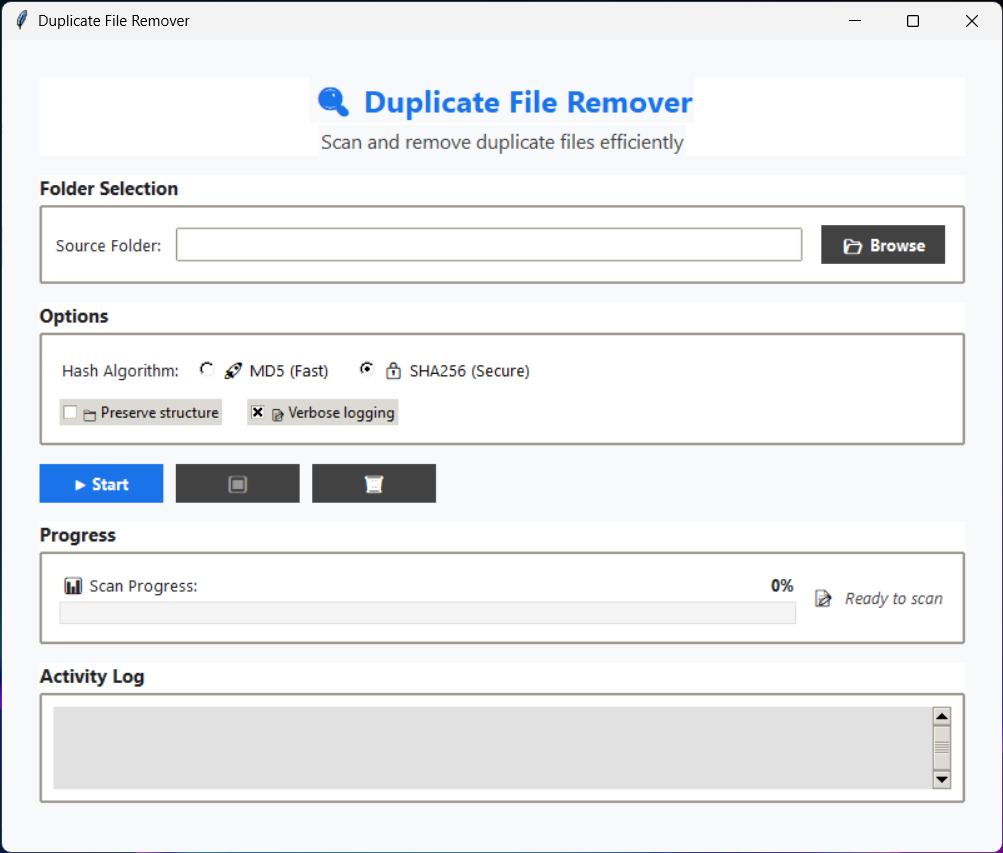 Duplicate File Remover
Duplicate File Remover
Scan and remove duplicate files efficiently
Folder Selection
Source Folder:
Browse
Options
Hash Algorithm: MD5 (Fast) SHA256 (Secure)
Preserve structure Verbose logging
Start
Progress
Scan Progress: 0%
Ready to scan
Activity Log